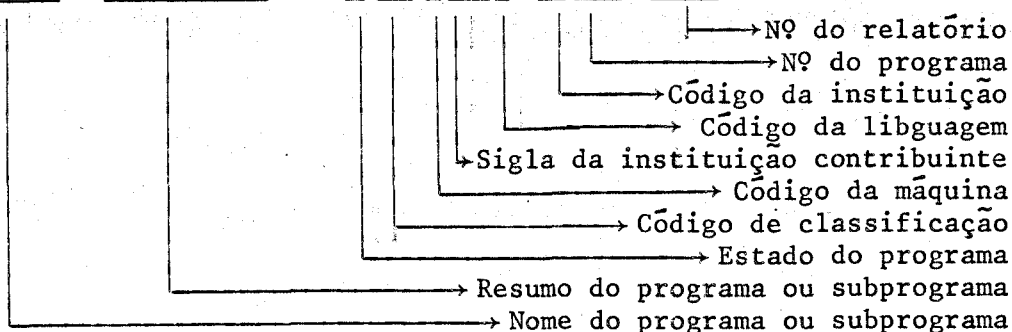 Nº do relatório
Nº do programa
Código da instituição
Código da libguagem
Sigla da instituição contribuinte
Código da máquina
Código de classificação
Estado do programa
Resumo do programa ou subprograma
Nome do programa ou subprograma